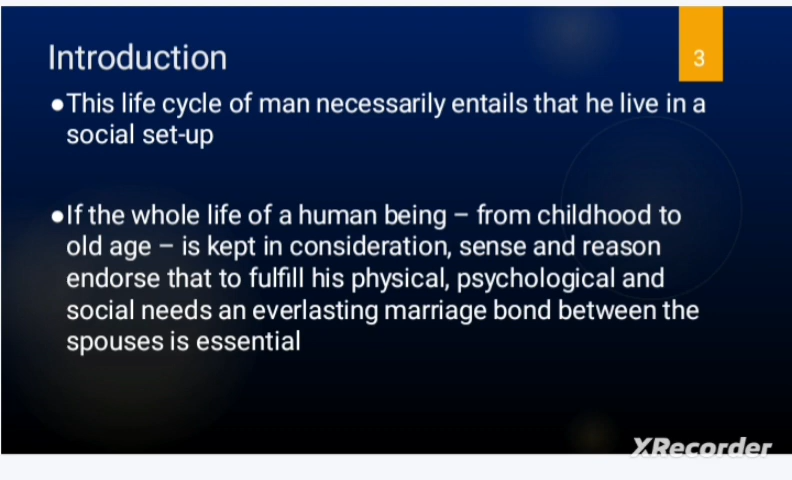 Introduction
3
●This life cycle of man necessarily entails that he live in a
social set-up
●If the whole life of a human being – from childhood to
old age – is kept in consideration, sense and reason
endorse that to fulfill his physical, psychological and
social needs an everlasting marriage bond between the
spouses is essential
XRecorder